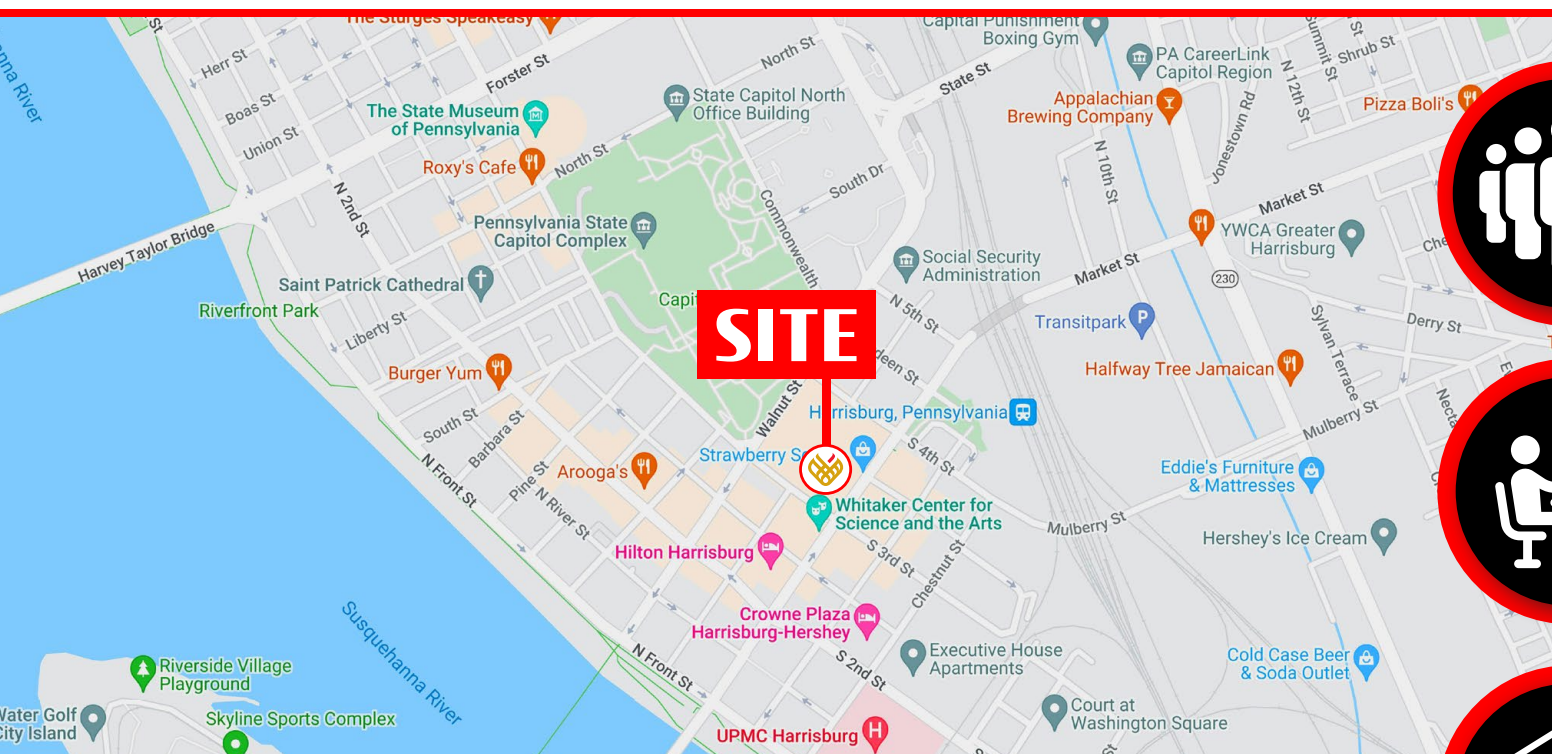 The Sturges Speakeasy
Capital Punishment
Boxing Gym
St
North St
Herr St
Forster St
State St
PA CareerLink
Capitol Region
N 12th St
Summit St
St
Shrub St
Boas St
The State Museum
of Pennsylvania
State Capitol North
Office Building
Appalachian
Brewing Company
Jonestown Rd
Pizza Boli's
Union St
Roxy's Cafe
North St
South Dr
N 10th St
N 2nd St
Commonwealth
Market St
Pennsylvania State
Capitol Complex
YWCA Greater
Harrisburg
Harvey Taylor Bridge
Social Security
Administration
Market St
230
Saint Patrick Cathedral
Riverfront Park
SITE
N 5th St
Liberty St
Transitpark
P
Sylvan Terrace
Derry St
Burger Yum
Halfway Tree Jamaican
Walnut St
South St
Barbara St
Harrisburg, Pennsylvania
Mulberry St
N Front St
Pine St
Arooga's
Strawberry
S 4th St
Eddie's Furniture
& Mattresses
N River St
Whitaker Center for
Science and the Arts
Mulberry St
Hershey's Ice Cream
Hilton Harrisburg
S 3rd St
Chestnut St
Susquehanna River
Crowne Plaza
Harrisburg-Hershey
N Front St
S 2nd St
Executive House
Apartments
Cold Case Beer
& Soda Outlet
Riverside Village
Playground
Water Golf
City Island
Skyline Sports Complex
Court at
Washington Square
UPMC Harrisburg
H